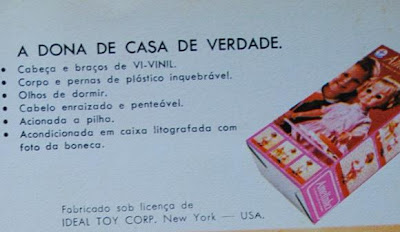 A DONA DE CASA DE VERDADE.
• Cabeça e braços de VI-VINIL.
• Corpo e pernas de plástico inquebrável.
• Olhos de dormir.
• Cabelo enraizado e penteável.
• Acionada a pilha.
• Acondicionada em caixa litografada com
foto da boneca.
Fabricado sob licença de
IDEAL TOY CORP. New York — USA.